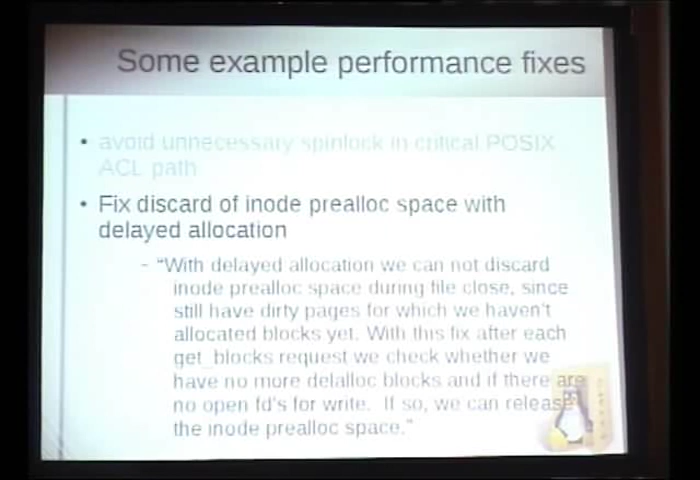 Some example performance fixes
• avoid unnecessary spinlock in critical POSIX
ACL path
• Fix discard of inode prealloc space with
delayed allocation
– "With delayed allocation we can not discard
inode prealloc space during file close, since
still have dirty pages for which we haven't
allocated blocks yet. With this fix after each
get_blocks request we check whether we
have no more delalloc blocks and if there are
no open fd's for write. If so, we can release
the inode prealloc space."